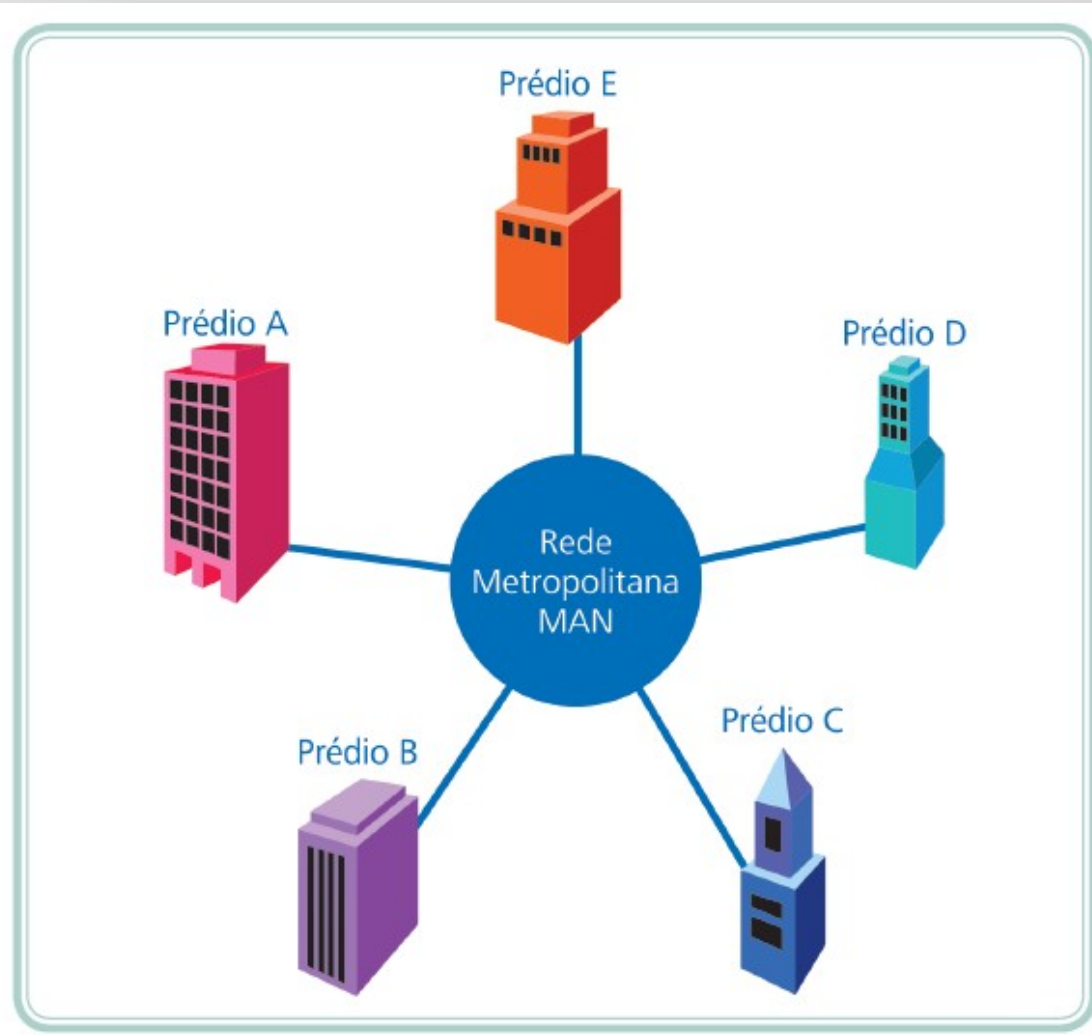 Prédio E
Prédio A
Prédio D
Rede
Metropolitana
MAN
Prédio C
Prédio B